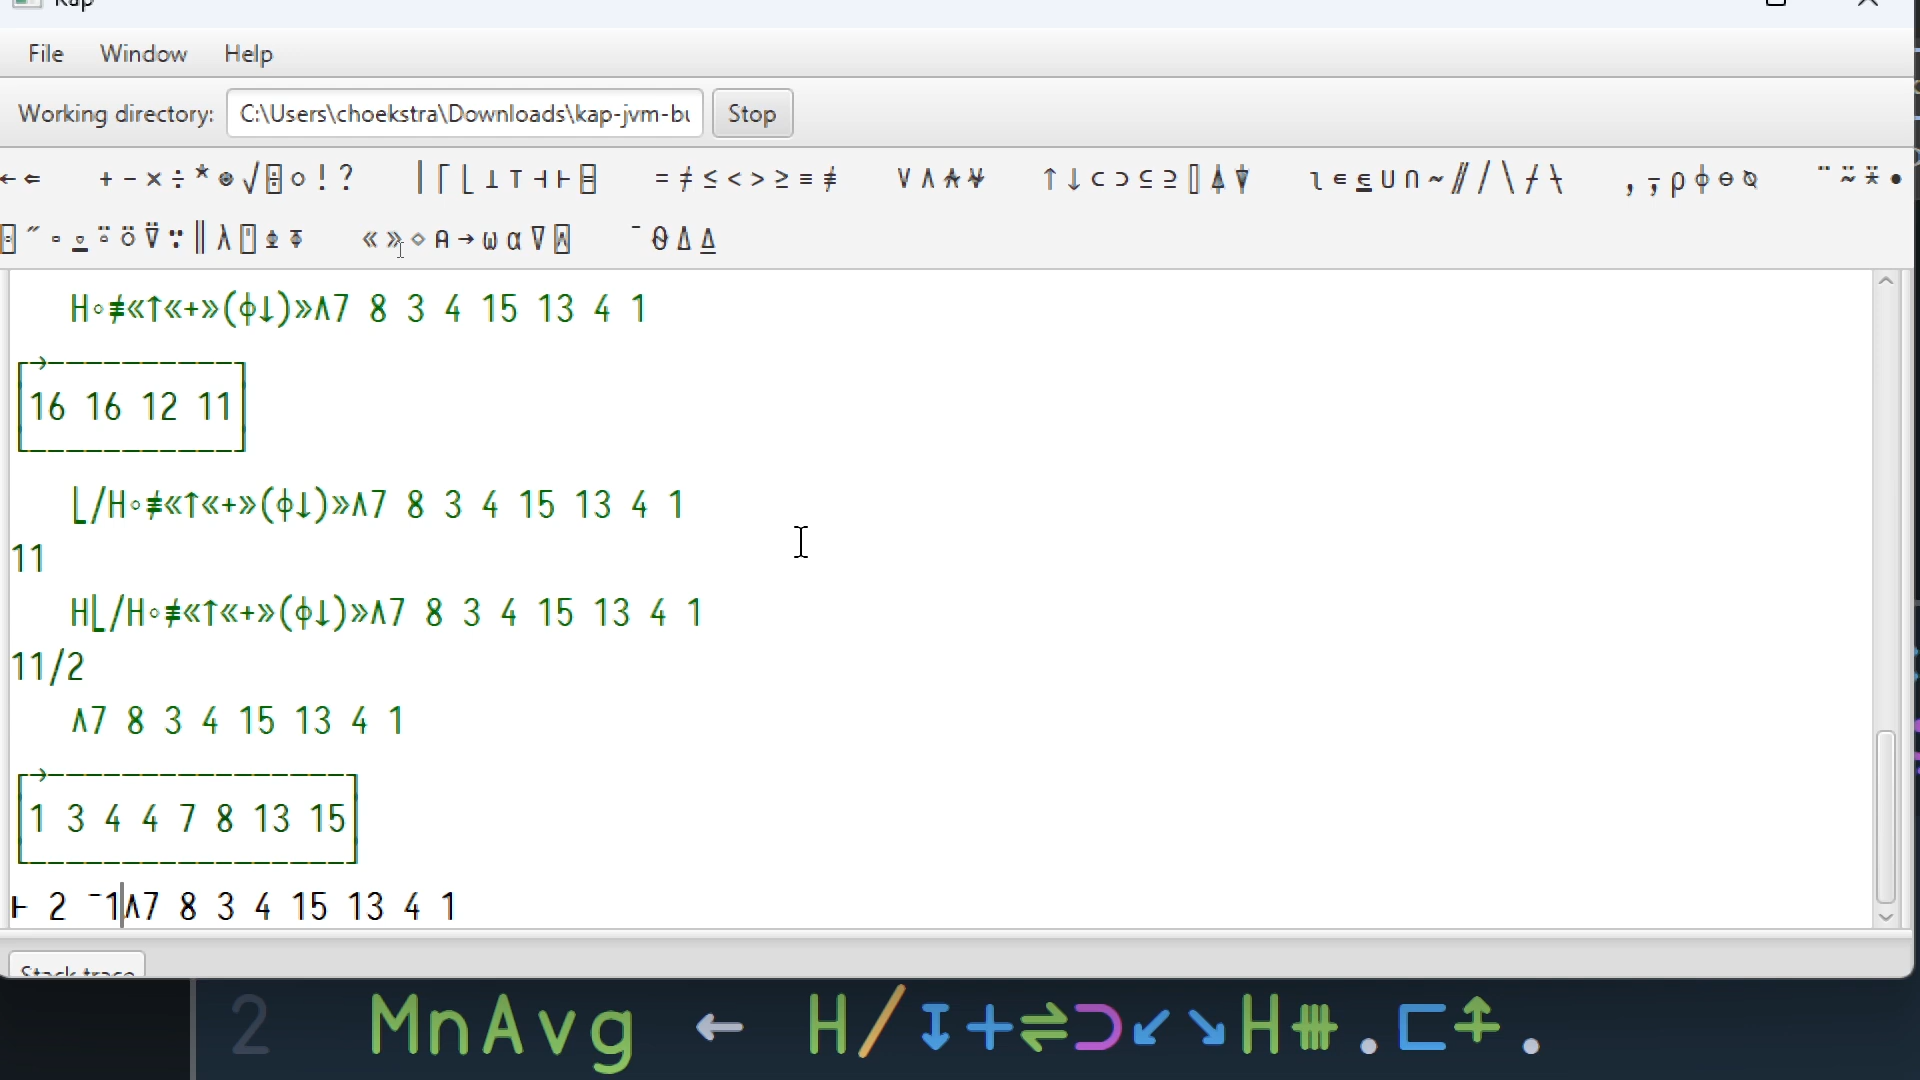 Kap
File Window Help
Working directory: C:\Users\choekstra\Downloads\kap-jvm-bu Stop
←⇐ +-×÷*⍟√⌹○!? |⌈⌊⊥⊤⊣⊢⌸ =≠≤<>≥≡≢ ∨∧⍲⍱ ↑↓⊂⊃⊆⊇⌷⍋⍒ ⍳∊⍷∪∩~⫽/\⌿⍀ ,⍪⍴⌽⊖⍉ ¨⍨⍣•
⍠˝∘⍛⍥⍢∵∥λ⍞⍎⍕ «»⋄⍝→⍵⍺∇ ¯⍬∆⍙
H∘≢«↑«+»(⌽↓)»∧7 8 3 4 15 13 4 1
16 16 12 11
⌊/H∘≢«↑«+»(⌽↓)»∧7 8 3 4 15 13 4 1
11
H⌊/H∘≢«↑«+»(⌽↓)»∧7 8 3 4 15 13 4 1
11/2
∧7 8 3 4 15 13 4 1
1 3 4 4 7 8 13 15
⊢ 2 ¯1∧7 8 3 4 15 13 4 1
Stack trace
2 MnAvg ← H/↧+⇌⊃↙↘H⧻.⊏⍏.